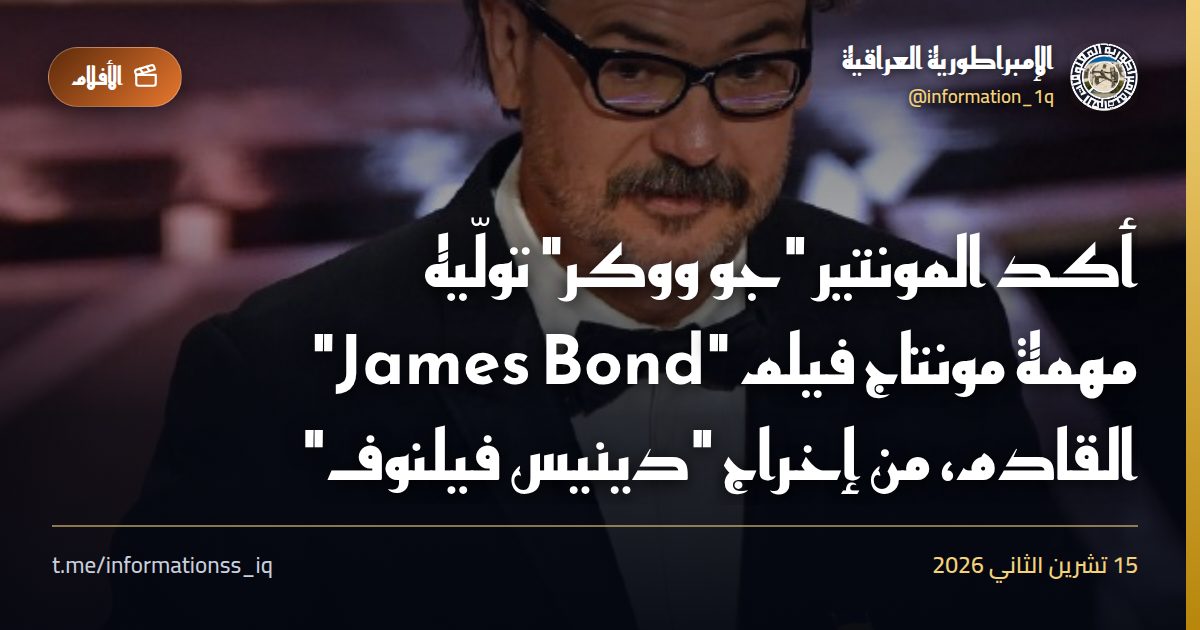 الإمبراطورية العراقية
@information_1q
الأفلام
أكد المونتير "جو ووكر" تولّيهُ
مهمة مونتاج فيلم "James Bond"
القادم، من إخراج "دينيس فيلنوف"
15 تشرين الثاني 2026
t.me/informationss_iq